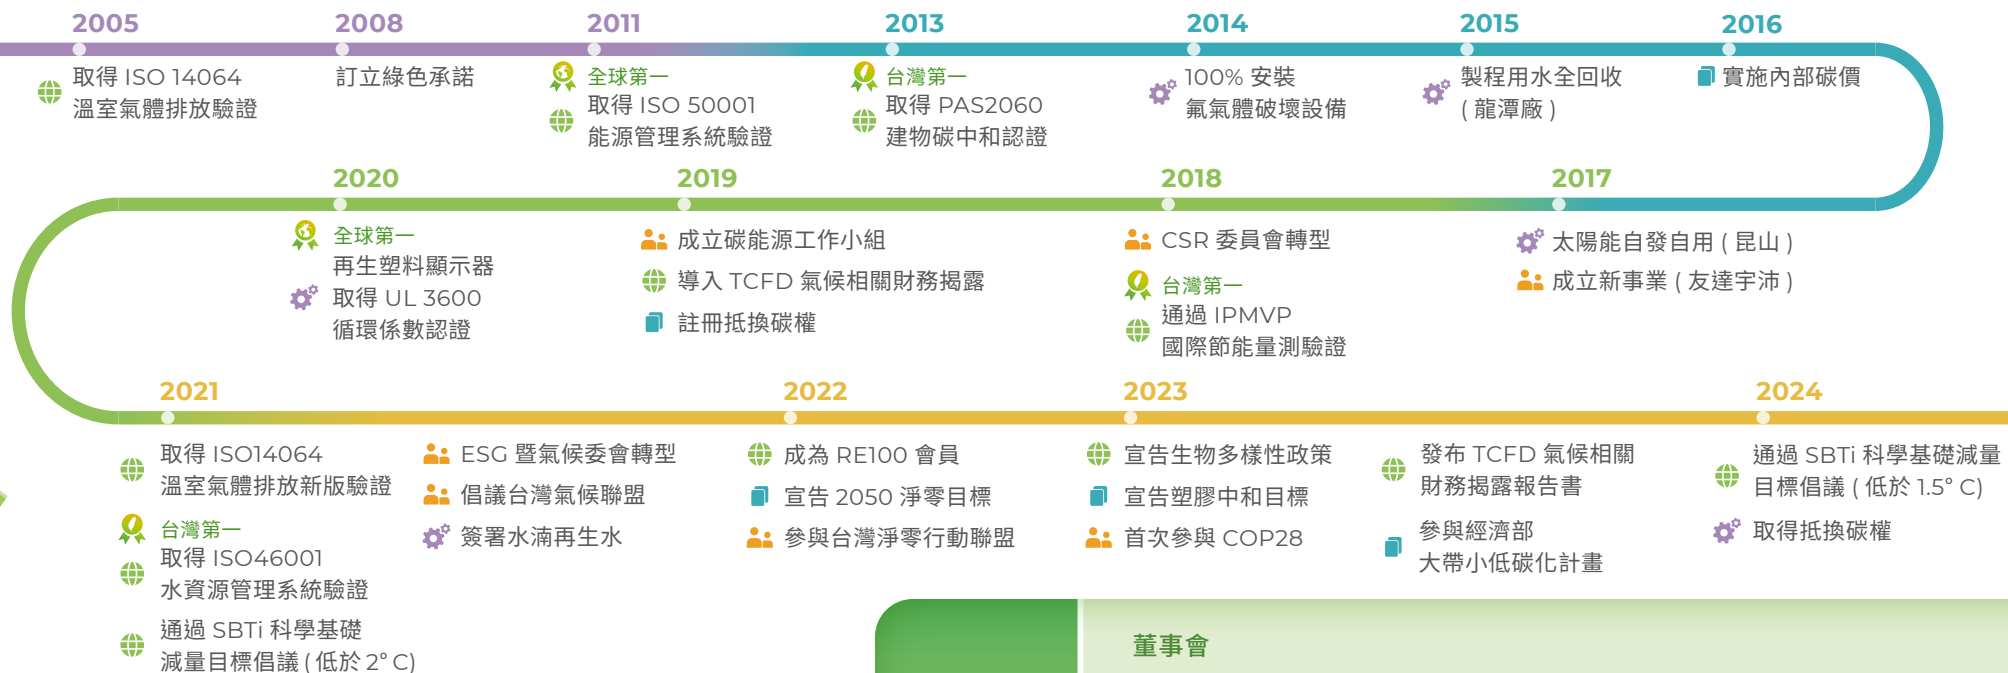 2005
取得 ISO 14064
溫室氣體排放驗證
2008
訂立綠色承諾
2011
全球第一
取得 ISO 50001
能源管理系統驗證
2013
台灣第一
取得 PAS2060
建物碳中和認證
2014
100% 安裝
氟氣體破壞設備
2015
製程用水全回收
( 龍潭廠 )
2016
實施內部碳價
2017
太陽能自發自用 ( 昆山 )
成立新事業 ( 友達宇沛 )
2018
CSR 委員會轉型
台灣第一
通過 IPMVP
國際節能量測驗證
2019
成立碳能源工作小組
導入 TCFD 氣候相關財務揭露
註冊抵換碳權
2020
全球第一
再生塑料顯示器
取得 UL 3600
循環係數認證
2021
取得 ISO14064
溫室氣體排放新版驗證
台灣第一
取得 ISO46001
水資源管理系統驗證
通過 SBTi 科學基礎
減量目標倡議 ( 低於 2° C)
ESG 暨氣候委會轉型
倡議台灣氣候聯盟
簽署水湳再生水
2022
成為 RE100 會員
宣告 2050 淨零目標
參與台灣淨零行動聯盟
2023
宣告生物多樣性政策
宣告塑膠中和目標
首次參與 COP28
發布 TCFD 氣候相關
財務揭露報告書
參與經濟部
大帶小低碳化計畫
2024
通過 SBTi 科學基礎減量
目標倡議 ( 低於 1.5° C)
取得抵換碳權
董事會